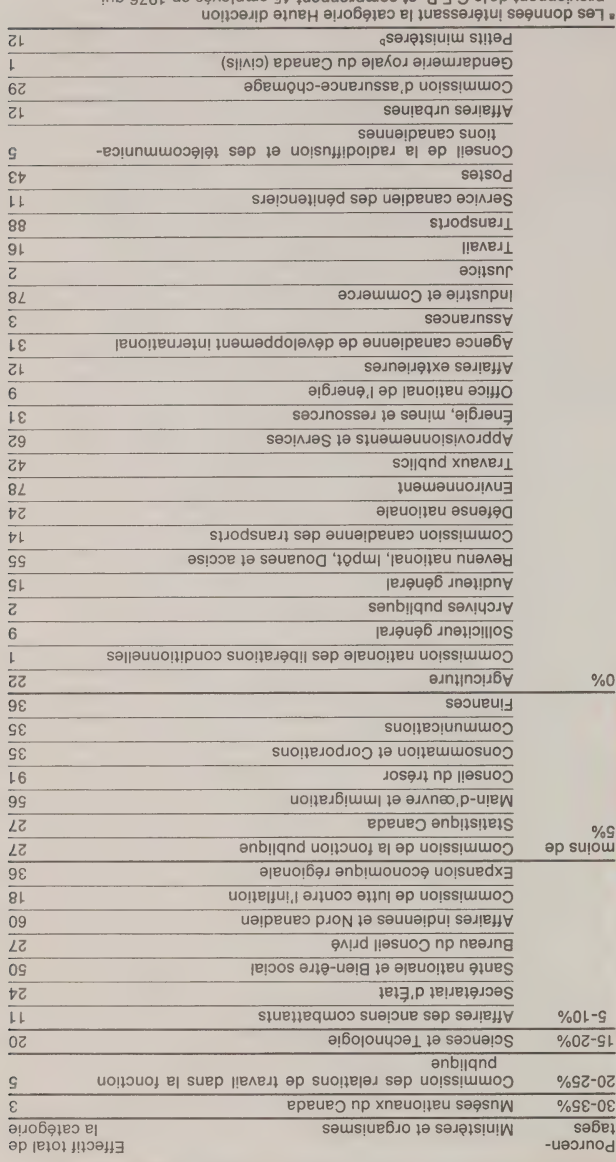 Pourcen-
tages Ministères et organismes Effectif total de
la catégorie
30-35% Musées nationaux du Canada 3
20-25% Commission des relations de travail dans la fonction
publique 5
15-20% Sciences et Technologie 20
5-10% Affaires des anciens combattants 11
Secrétariat d'État 24
Santé nationale et Bien-être social 50
Bureau du Conseil privé 27
Affaires indiennes et Nord canadien 60
Commission de lutte contre l'inflation 18
Expansion économique régionale 36
moins de
5% Commission de la fonction publique 27
Statistique Canada 27
Main-d'œuvre et Immigration 56
Conseil du trésor 91
Consommation et Corporations 35
Communications 35
Finances 36
0% Agriculture 22
Commission nationale des libérations conditionnelles 1
Solliciteur général 9
Archives publiques 2
Auditeur général 15
Revenu national, Impôt, Douanes et accise 55
Commission canadienne des transports 14
Défense nationale 24
Environnement 78
Travaux publics 42
Approvisionnements et Services 62
Énergie, mines et ressources 31
Office national de l'énergie 9
Affaires extérieures 12
Agence canadienne de développement international 31
Assurances 3
Industrie et Commerce 78
Justice 2
Travail 16
Transports 88
Service canadien des pénitenciers 11
Postes 43
Conseil de la radiodiffusion et des télécommunica-
tions canadiennes 5
Affaires urbaines 12
Commission d'assurance-chômage 29
Gendarmerie royale du Canada (civils) 1
Petits ministères b 12
a Les données intéressant la catégorie Haute direction